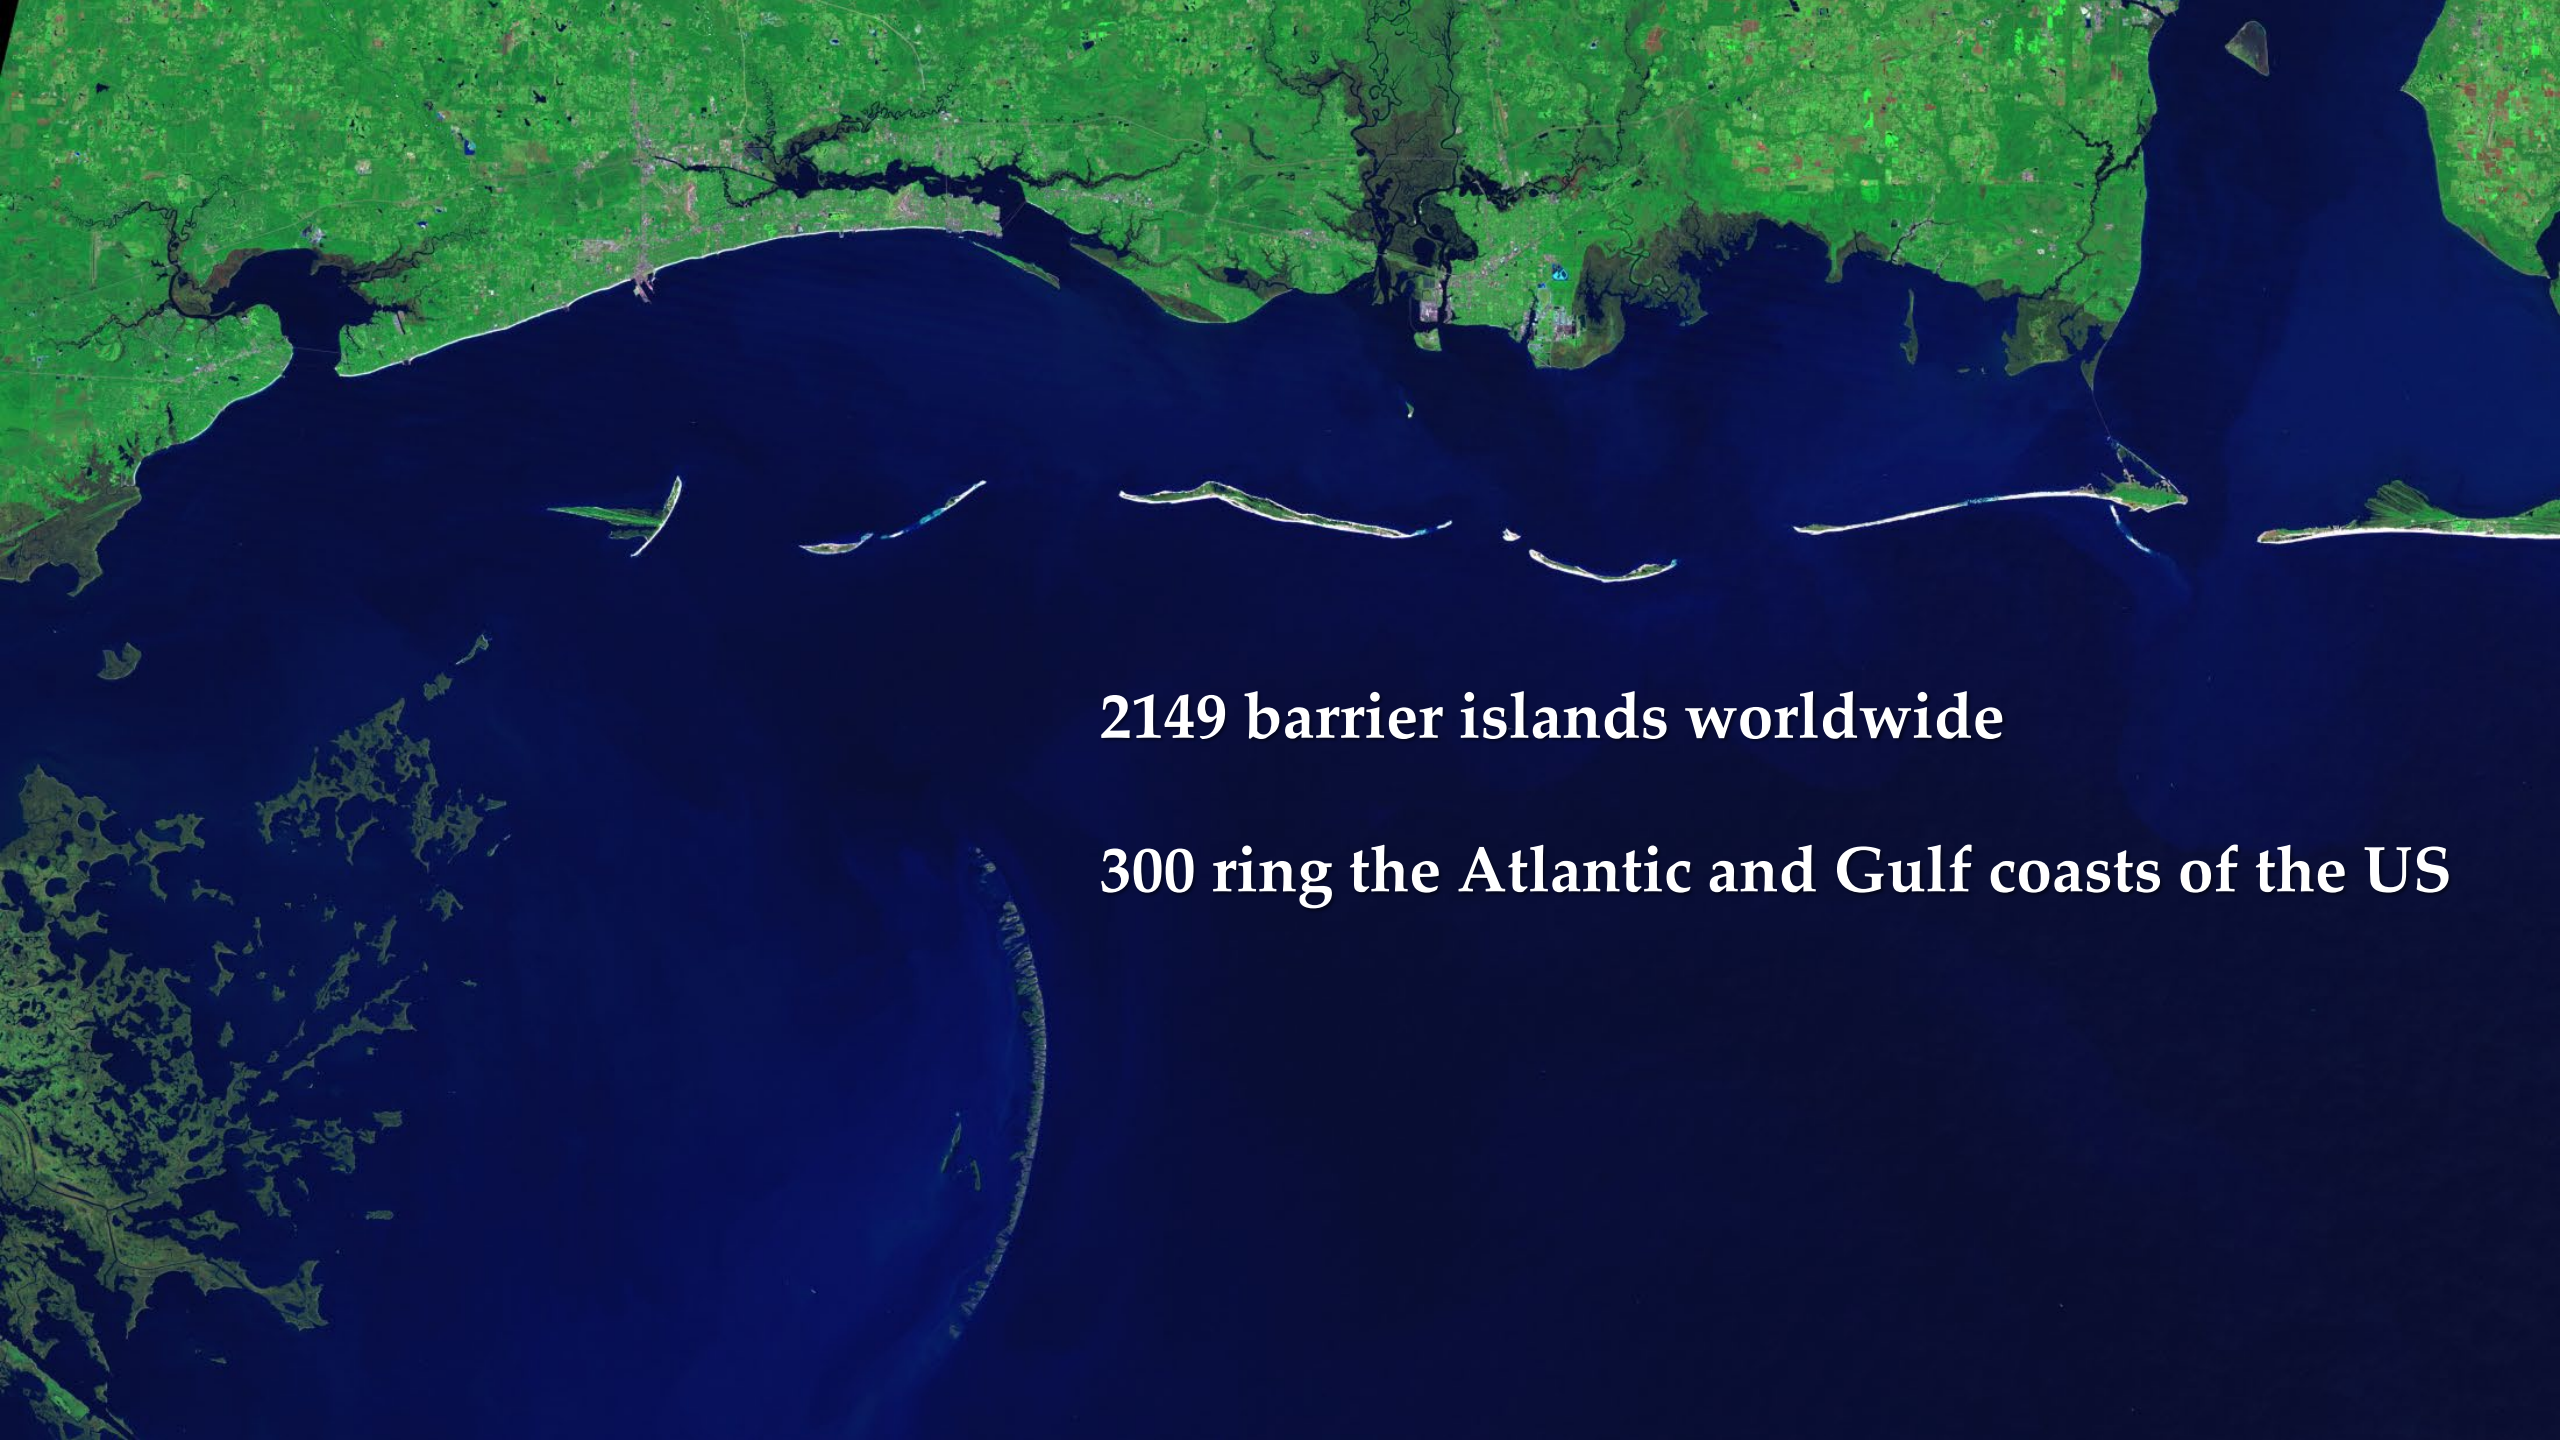 2149 barrier islands worldwide
300 ring the Atlantic and Gulf coasts of the US